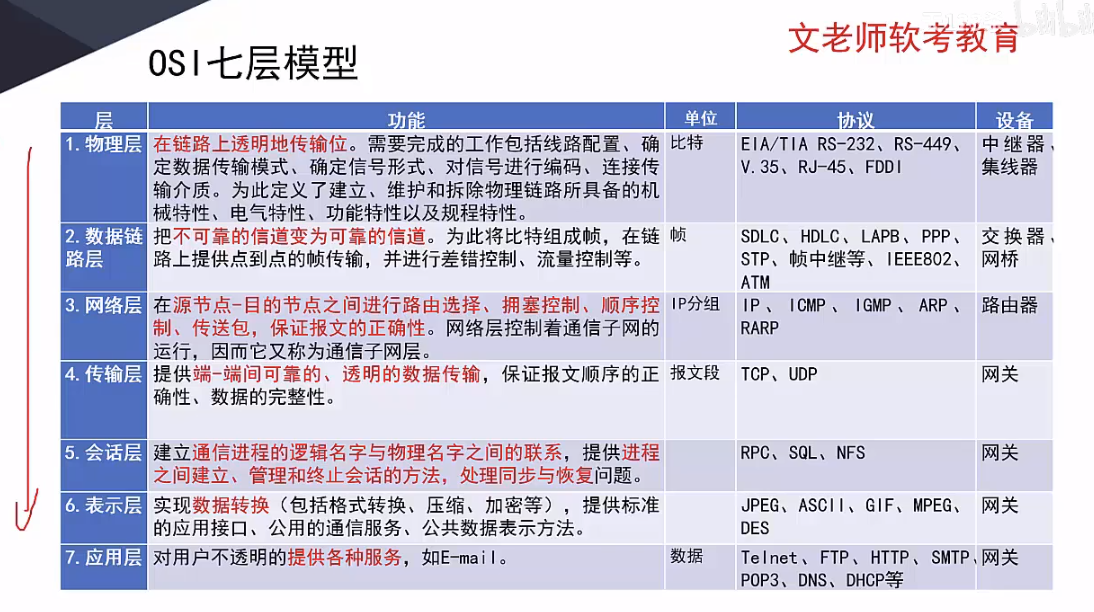 文老师软考教育
OSI七层模型
层 功能 单位 协议 设备
1. 物理层 在链路上透明地传输位。需要完成的工作包括线路配置、确 比特 EIA/TIA RS-232、RS-449、 中继器、
定数据传输模式、确定信号形式、对信号进行编码、连接传 V.35、RJ-45、FDDI 集线器
输介质。为此定义了建立、维护和拆除物理链路所具备的机
械特性、电气特性、功能特性以及规程特性。
2. 数据链 把不可靠的信道变为可靠的信道。为此将比特组成帧，在链 帧 SDLC、HDLC、LAPB、PPP、 交换器、
路层 路上提供点到点的帧传输，并进行差错控制、流量控制等。 STP、帧中继等、IEEE802、 网桥
ATM
3. 网络层 在源节点-目的节点之间进行路由选择、拥塞控制、顺序控 IP分组 IP、ICMP、IGMP、ARP、 路由器
制、传送包，保证报文的正确性。网络层控制着通信子网的 RARP
运行，因而它又称为通信子网层。
4. 传输层 提供端-端间可靠的、透明的数据传输，保证报文顺序的正 报文段 TCP、UDP 网关
确性、数据的完整性。
5. 会话层 建立通信进程的逻辑名字与物理名字之间的联系，提供进程 RPC、SQL、NFS 网关
之间建立、管理和终止会话的方法，处理同步与恢复问题。
6. 表示层 实现数据转换（包括格式转换、压缩、加密等），提供标准 JPEG、ASCII、GIF、MPEG、 网关
的应用接口、公用的通信服务、公共数据表示方法。 DES
7. 应用层 对用户不透明的提供各种服务，如E-mail。 数据 Telnet、FTP、HTTP、SMTP、 网关
POP3、DNS、DHCP等